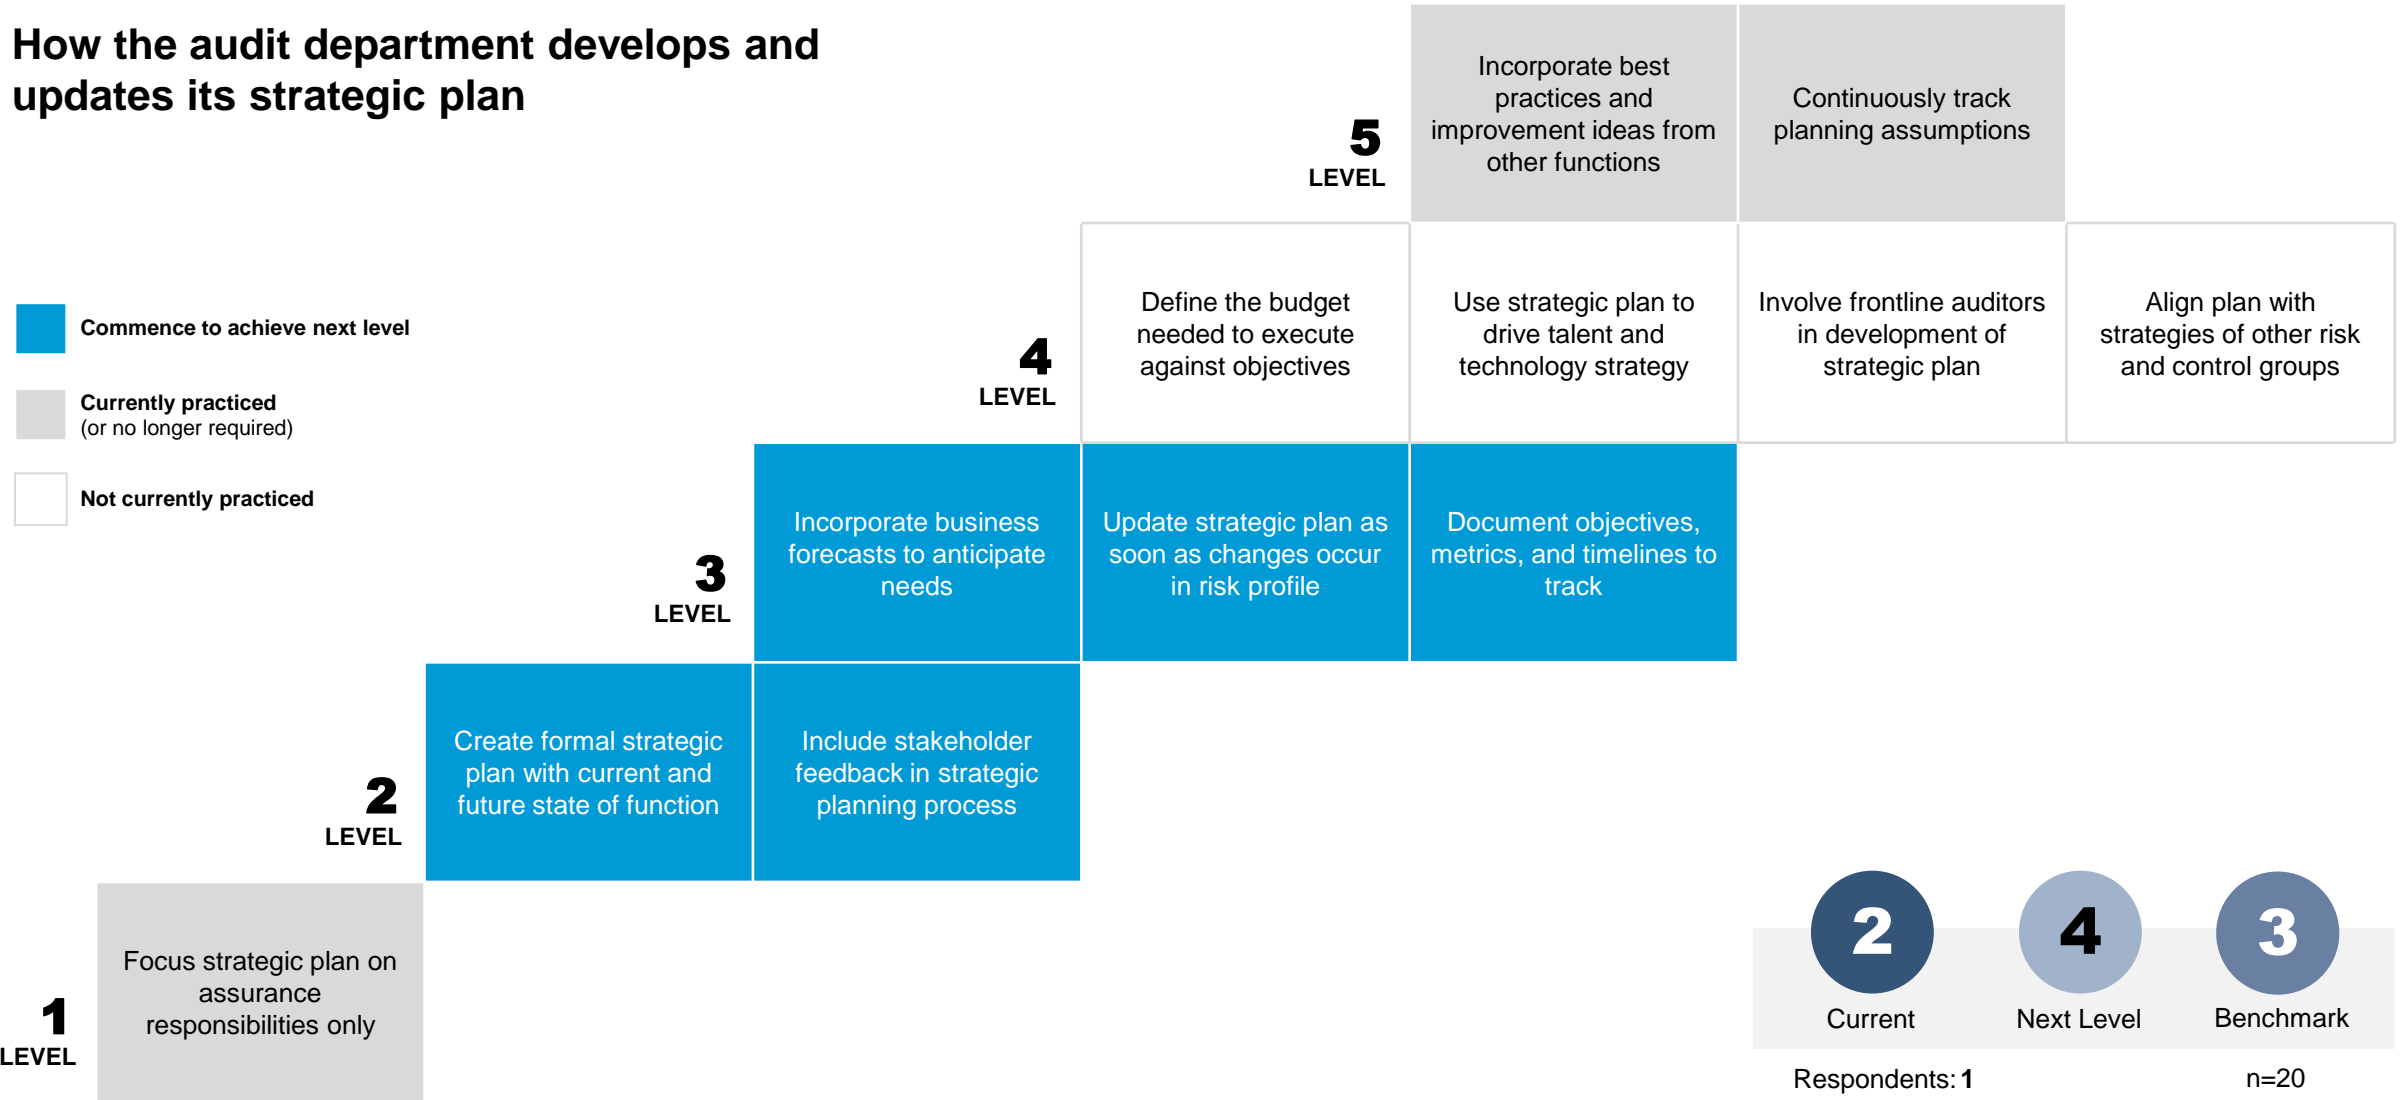 How the audit department develops and
updates its strategic plan
5
LEVEL
Incorporate best
practices and
improvement ideas from
other functions
Continuously track
planning assumptions
Commence to achieve next level
Currently practiced
(or no longer required)
Not currently practiced
4
LEVEL
Define the budget
needed to execute
against objectives
Use strategic plan to
drive talent and
technology strategy
Involve frontline auditors
in development of
strategic plan
Align plan with
strategies of other risk
and control groups
3
LEVEL
Incorporate business
forecasts to anticipate
needs
Update strategic plan as
soon as changes occur
in risk profile
Document objectives,
metrics, and timelines to
track
2
LEVEL
Create formal strategic
plan with current and
future state of function
Include stakeholder
feedback in strategic
planning process
1
LEVEL
Focus strategic plan on
assurance
responsibilities only
2
Current
4
Next Level
3
Benchmark
Respondents: 1
n=20